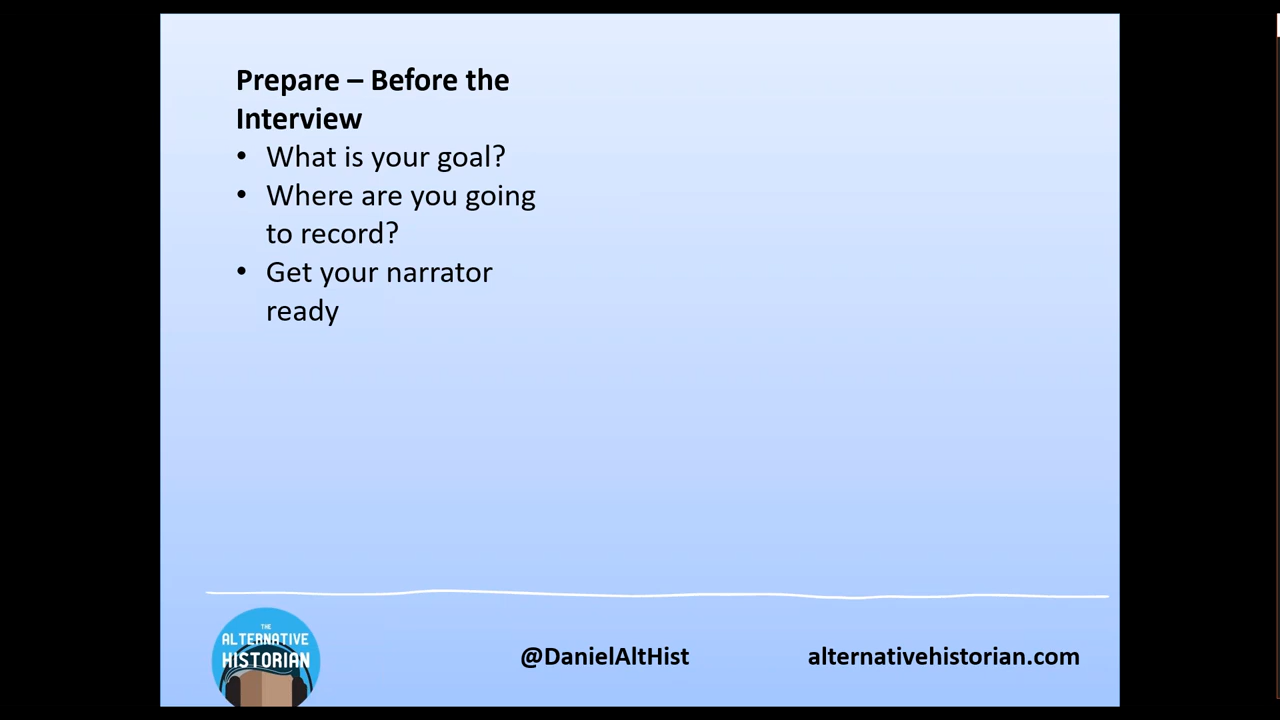 Prepare – Before the
Interview
• What is your goal?
• Where are you going
to record?
• Get your narrator
ready
THE
ALTERNATIVE
HISTORIAN
@DanielAltHist
alternativehistorian.com